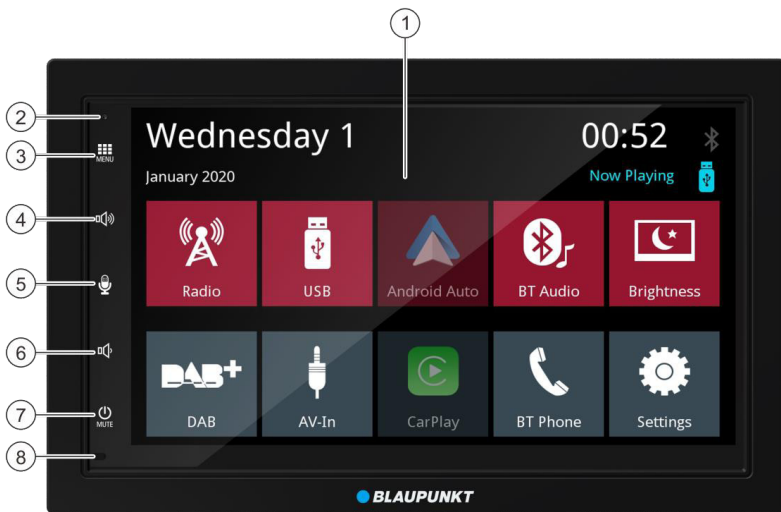 1
2
3
MENU
4
5
6
7
MUTE
8
Wednesday 1
00:52
January 2020
Now Playing
Radio
USB
Android Auto
BT Audio
Brightness
DAB+
DAB
AV-In
CarPlay
BT Phone
Settings
BLAUPUNKT